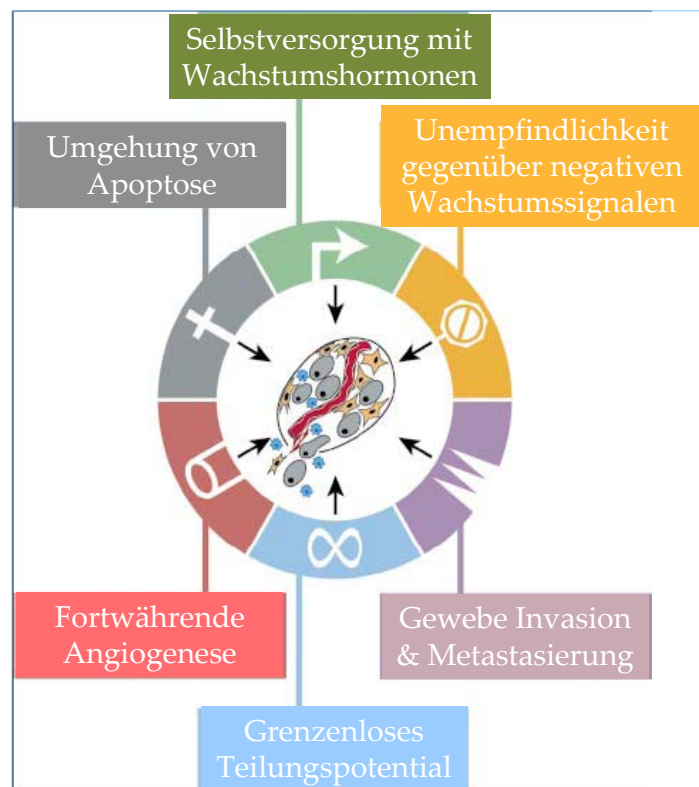 Selbstversorgung mit
Wachstumshormonen
Umgehung von
Apoptose
Unempfindlichkeit
gegenüber negativen
Wachstumssignalen
Fortwährende
Angiogenese
Gewebe Invasion
& Metastasierung
Grenzenloses
Teilungspotential